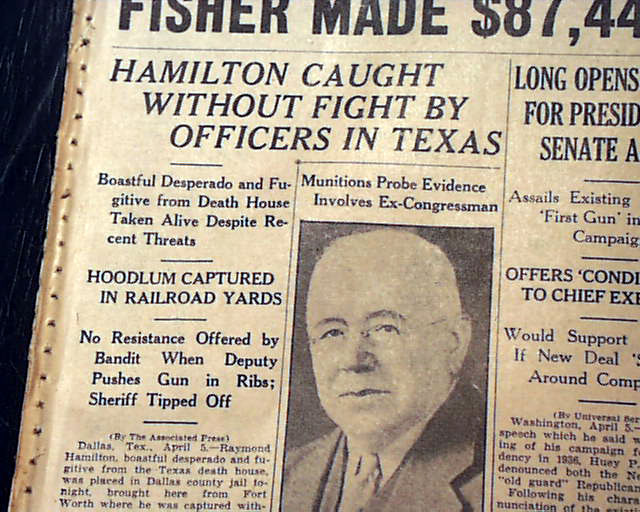 FISHER MADE $87,44
HAMILTON CAUGHT
WITHOUT FIGHT BY
OFFICERS IN TEXAS
Boastful Desperado and Fu-
gitive from Death House
Taken Alive Despite Re-
cent Threats
HOODLUM CAPTURED
IN RAILROAD YARDS
No Resistance Offered by
Bandit When Deputy
Pushes Gun in Ribs;
Sheriff Tipped Off
(By The Associated Press)
Dallas, Tex., April 5.—Raymond
Hamilton, boastful desperado and fu-
gitive from the Texas death house,
was placed in Dallas county jail to-
night, brought here from Fort
Worth where he was captured with-
Munitions Probe Evidence
Involves Ex-Congressman
LONG OPENS
FOR PRESID
SENATE A
Assails Existing
'First Gun' in
Campaig
OFFERS 'CONDI
TO CHIEF EXE
Would Support
If New Deal 'S
Around Comp
(By Universal Ser
Washington, April 5.—
speech which he said w
ing of his campaign f
dency in 1936, Huey P.
denounced both the Ne
"old guard" Republican
Following his chara
nunciation of the